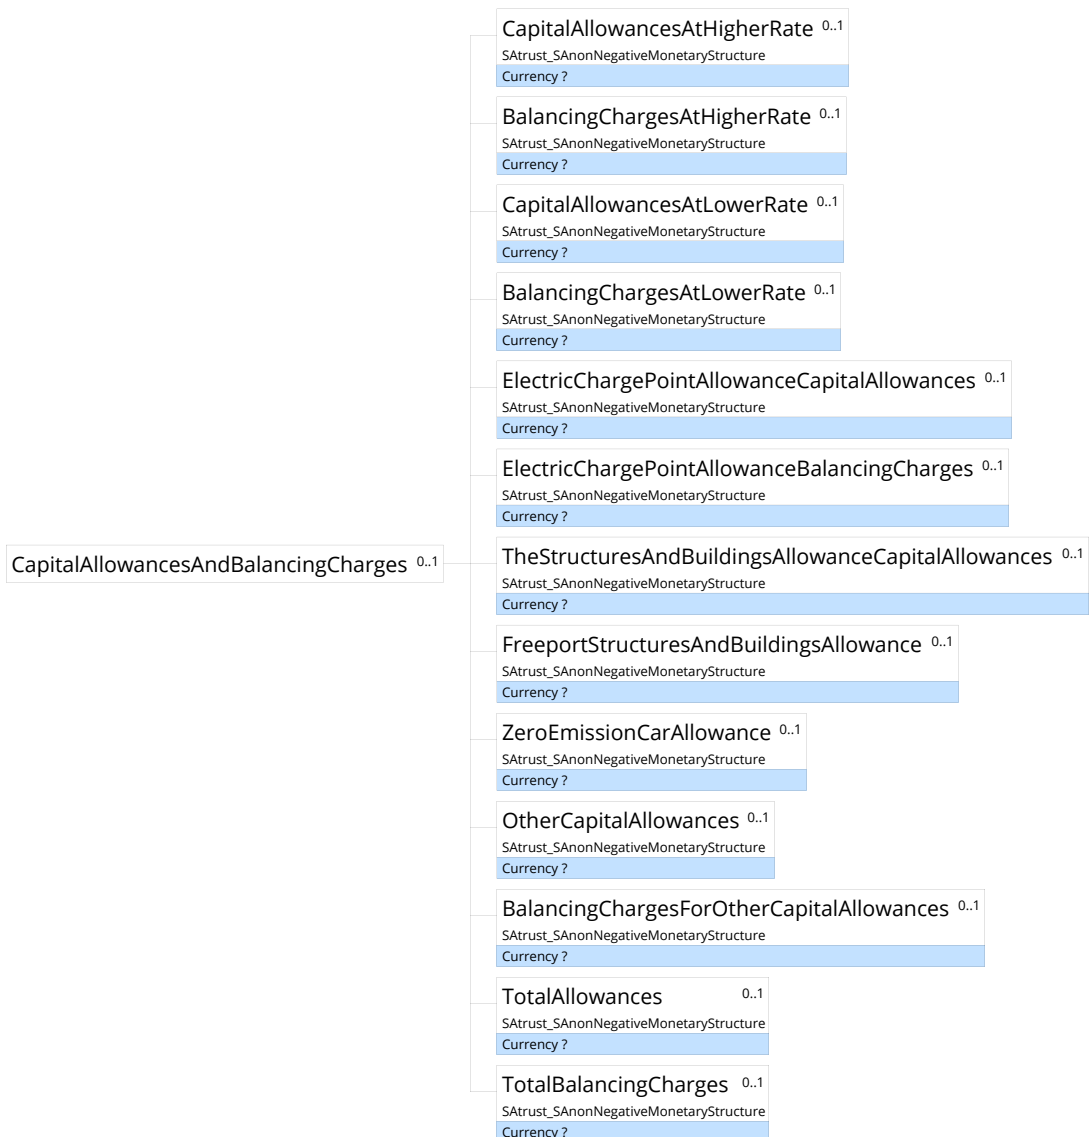 CapitalAllowancesAtHigherRate 0..1
SAtrust_SAnonNegativeMonetaryStructure
Currency ?
BalancingChargesAtHigherRate 0..1
SAtrust_SAnonNegativeMonetaryStructure
Currency ?
CapitalAllowancesAtLowerRate 0..1
SAtrust_SAnonNegativeMonetaryStructure
Currency ?
BalancingChargesAtLowerRate 0..1
SAtrust_SAnonNegativeMonetaryStructure
Currency ?
ElectricChargePointAllowanceCapitalAllowances 0..1
SAtrust_SAnonNegativeMonetaryStructure
Currency ?
ElectricChargePointAllowanceBalancingCharges 0..1
SAtrust_SAnonNegativeMonetaryStructure
Currency ?
CapitalAllowancesAndBalancingCharges 0..1
TheStructuresAndBuildingsAllowanceCapitalAllowances 0..1
SAtrust_SAnonNegativeMonetaryStructure
Currency ?
FreeportStructuresAndBuildingsAllowance 0..1
SAtrust_SAnonNegativeMonetaryStructure
Currency ?
ZeroEmissionCarAllowance 0..1
SAtrust_SAnonNegativeMonetaryStructure
Currency ?
OtherCapitalAllowances 0..1
SAtrust_SAnonNegativeMonetaryStructure
Currency ?
BalancingChargesForOtherCapitalAllowances 0..1
SAtrust_SAnonNegativeMonetaryStructure
Currency ?
TotalAllowances 0..1
SAtrust_SAnonNegativeMonetaryStructure
Currency ?
TotalBalancingCharges 0..1
SAtrust_SAnonNegativeMonetaryStructure
Currency ?